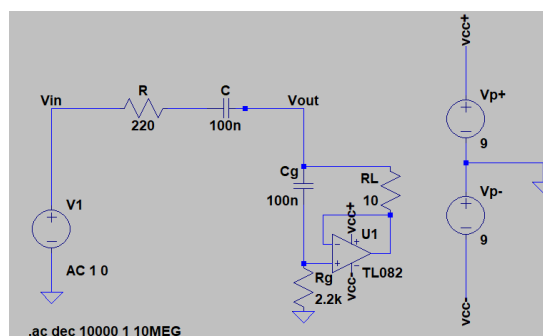 vcc+
R
C
Vin
Vout
220
100n
Vp+
9
Cg
RL
100n
10
vcc+
U1
V1
Vp-
9
AC 1 0
Rg
TL082
2.2k
vcc-
vcc-
.ac dec 10000 1 10MEG